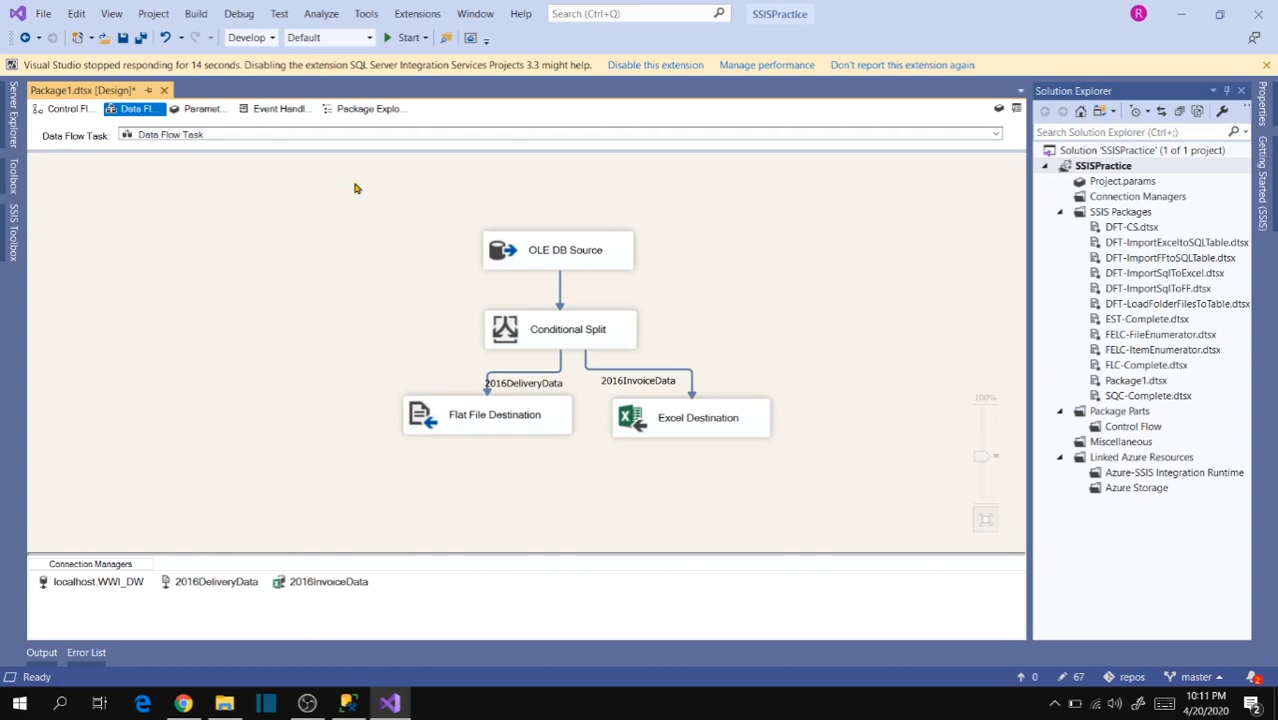 File Edit View Project Build Debug Test Analyze Tools Extensions Window Help Search (Ctrl+Q) SSISPractice R
Develop Default Start
Visual Studio stopped responding for 14 seconds. Disabling the extension SQL Server Integration Services Projects 3.3 might help. Disable this extension Manage performance Don't report this extension again
Package1.dtsx [Design]*
Control Fl... Data Fl... Paramet... Event Handl... Package Explo...
Data Flow Task: Data Flow Task
OLE DB Source
Conditional Split
2016DeliveryData 2016InvoiceData
Flat File Destination Excel Destination
100%
Connection Managers
localhost.WWI_DW 2016DeliveryData 2016InvoiceData
Server Explorer
Toolbox
SSIS Toolbox
Solution Explorer
Search Solution Explorer (Ctrl+;)
Solution 'SSISPractice' (1 of 1 project)
SSISPractice
Project.params
Connection Managers
SSIS Packages
DFT-CS.dtsx
DFT-ImportExceltoSQLTable.dtsx
DFT-ImportFFtoSQLTable.dtsx
DFT-ImportSqlToExcel.dtsx
DFT-ImportSqlToFF.dtsx
DFT-LoadFolderFilesToTable.dtsx
EST-Complete.dtsx
FELC-FileEnumerator.dtsx
FELC-ItemEnumerator.dtsx
FLC-Complete.dtsx
Package1.dtsx
SQC-Complete.dtsx
Package Parts
Control Flow
Miscellaneous
Linked Azure Resources
Azure-SSIS Integration Runtime
Azure Storage
Properties
Getting Started (SSIS)
Output Error List
Ready 0 67 repos master 2
10:11 PM
4/20/2020 2